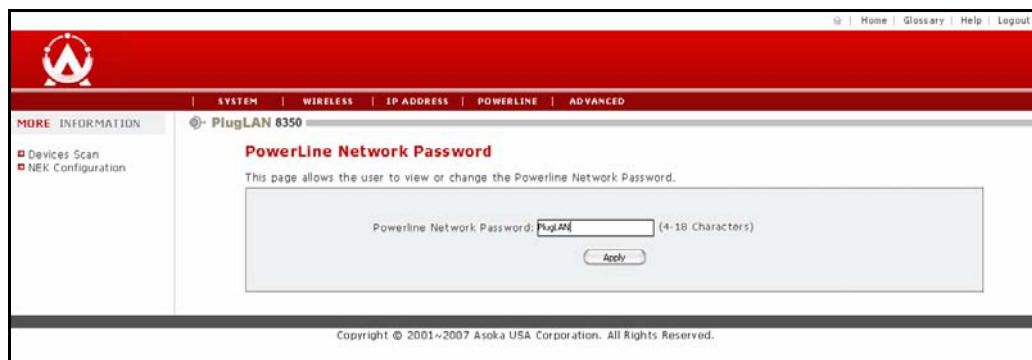 | Home | Glossary | Help | Logout
| SYSTEM | WIRELESS | IP ADDRESS | POWERLINE | ADVANCED
MORE INFORMATION
PlugLAN 8350
Devices Scan
NEK Configuration
PowerLine Network Password
This page allows the user to view or change the Powerline Network Password.
Powerline Network Password: PlugLAN (4-18 Characters)
Apply
Copyright © 2001~2007 Asoka USA Corporation. All Rights Reserved.